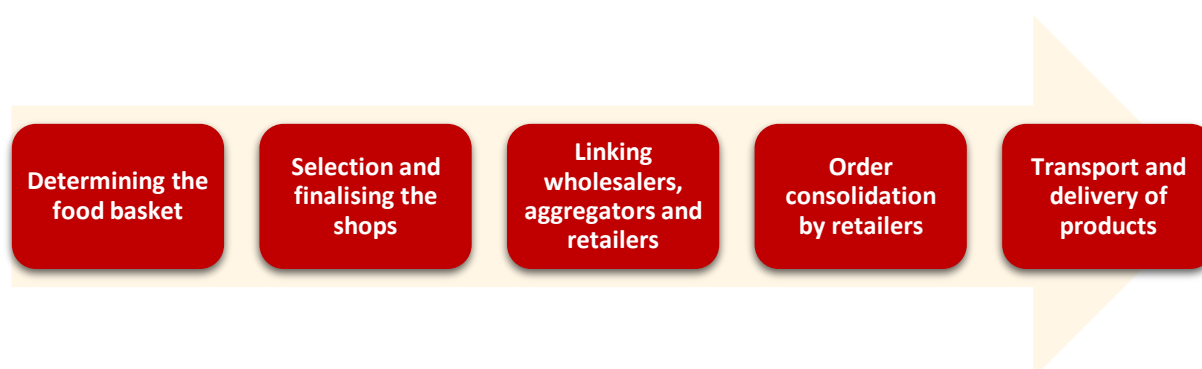 Determining the
food basket
Selection and
finalising the
shops
Linking
wholesalers,
aggregators and
retailers
Order
consolidation
by retailers
Transport and
delivery of
products